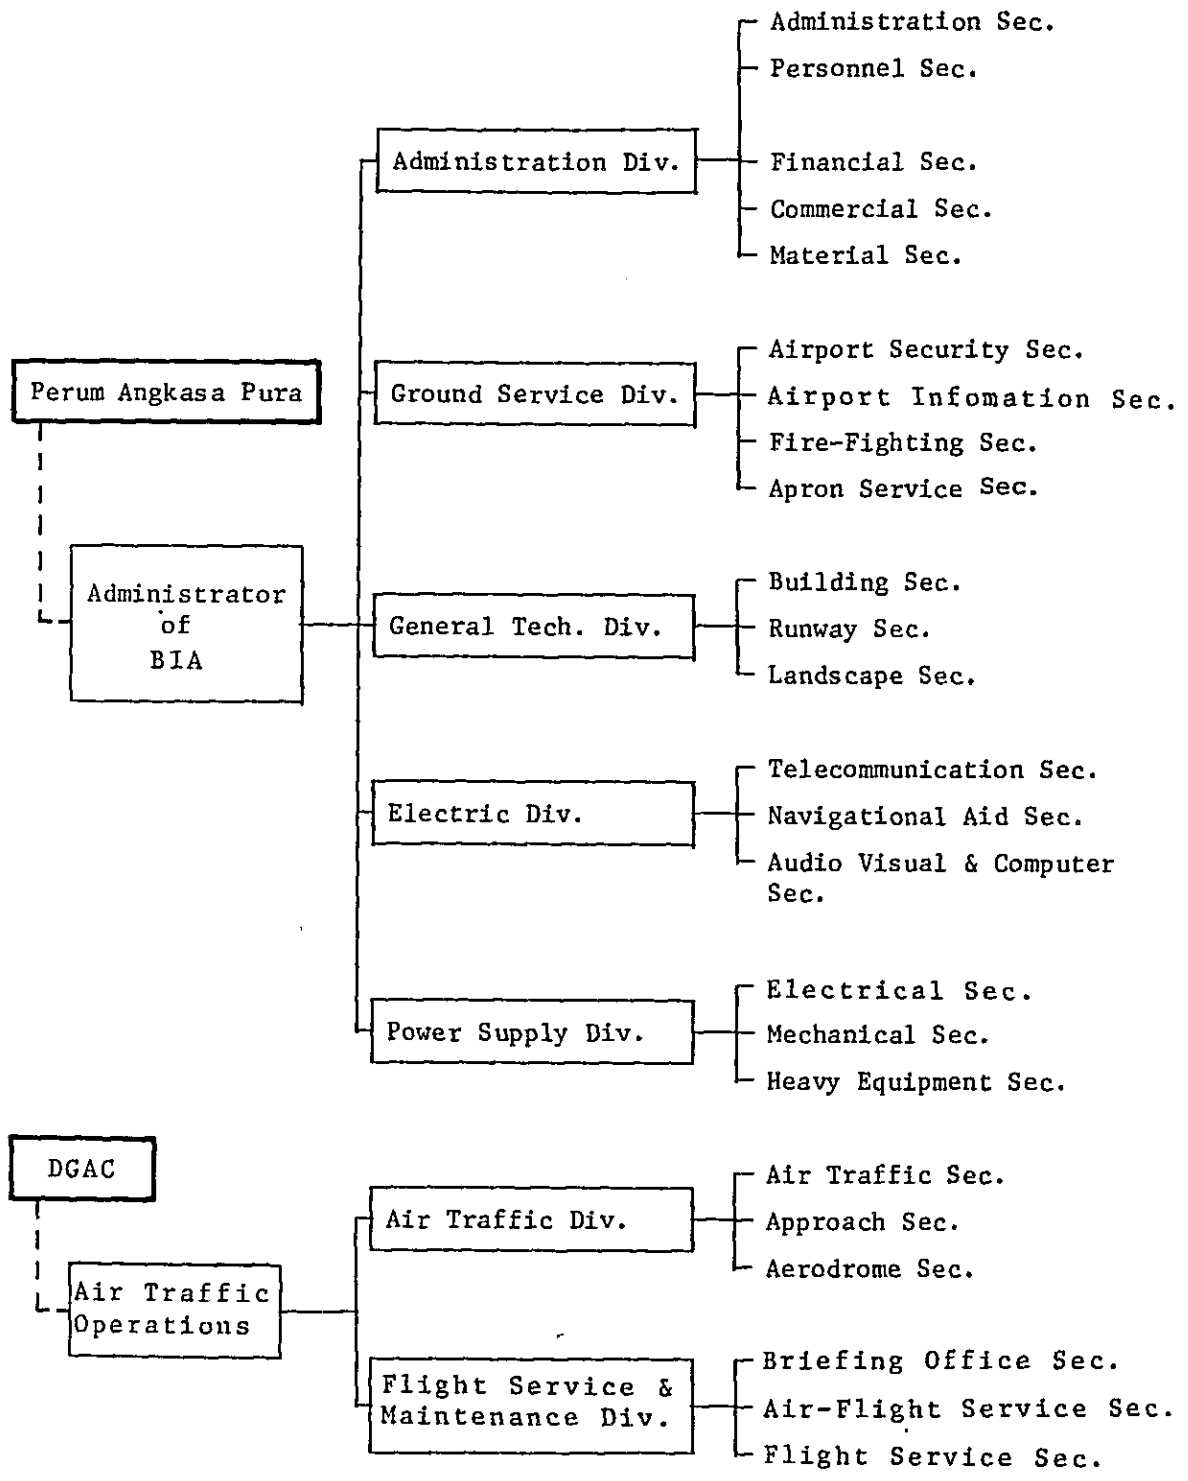 Administration Sec.
Personnel Sec.
Administration Div.
Financial Sec.
Commercial Sec.
Material Sec.
Perum Angkasa Pura
Ground Service Div.
Airport Security Sec.
Airport Infomation Sec.
Fire-Fighting Sec.
Apron Service Sec.
Administrator
of
BIA
General Tech. Div.
Building Sec.
Runway Sec.
Landscape Sec.
Electric Div.
Telecommunication Sec.
Navigational Aid Sec.
Audio Visual & Computer
Sec.
Power Supply Div.
Electrical Sec.
Mechanical Sec.
Heavy Equipment Sec.
DGAC
Air Traffic
Operations
Air Traffic Div.
Air Traffic Sec.
Approach Sec.
Aerodrome Sec.
Flight Service &
Maintenance Div.
Briefing Office Sec.
Air-Flight Service Sec.
Flight Service Sec.